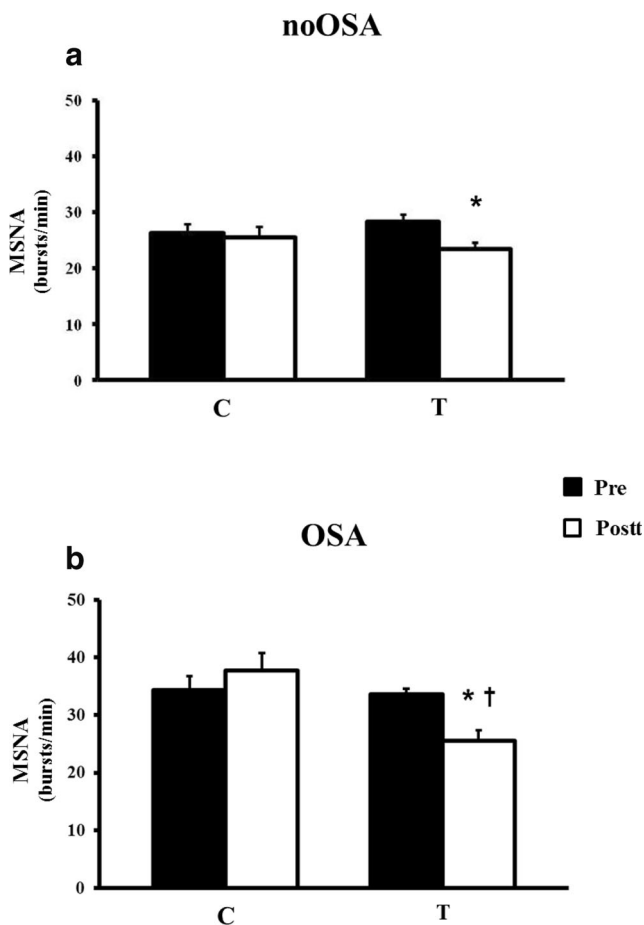 noOSA
a
50
40
30
20
10
0
MSNA
(bursts/min)
*
C
T
Pre
Postt
OSA
b
50
40
30
20
10
0
MSNA
(bursts/min)
* †
C
T